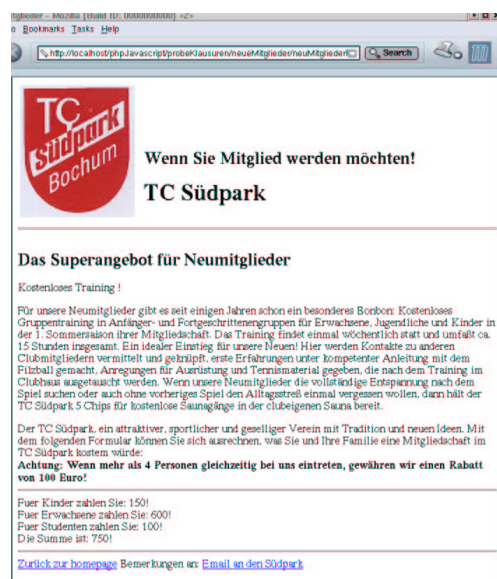 glieder - Mozilla {Build ID: 0000000000} <2>
o Bookmarks Tasks Help
http://localhost/phpJavascript/probeKlausuren/neueMitglieder/neuMitglieder Search 100
TC
Südpark
Bochum
Wenn Sie Mitglied werden möchten!
TC Südpark
Das Superangebot für Neumitglieder
Kostenloses Training !
Für unsere Neumitglieder gibt es seit einigen Jahren schon ein besonderes Bonbon: Kostenloses
Gruppentraining in Anfänger- und Fortgeschrittenengruppen für Erwachsene, Jugendliche und Kinder in
der 1. Sommersaison ihrer Mitgliedschaft. Das Training findet einmal wöchentlich statt und umfaßt ca.
15 Stunden insgesamt. Ein idealer Einstieg für unsere Neuen! Hier werden Kontakte zu anderen
Clubmitgliedern vermittelt und geknüpft, erste Erfahrungen unter kompetenter Anleitung mit dem
Filzball gemacht, Anregungen für Ausrüstung und Tennismaterial gegeben, die nach dem Training im
Clubhaus ausgetauscht werden. Wenn unsere Neumitglieder die vollständige Entspannung nach dem
Spiel suchen oder auch ohne vorheriges Spiel den Alltagsstreß einmal vergessen wollen, dann hält der
TC Südpark 5 Chips für kostenlose Saunagänge in der clubeigenen Sauna bereit.
Der TC Südpark, ein attraktiver, sportlicher und geselliger Verein mit Tradition und neuen Ideen. Mit
dem folgenden Formular können Sie sich ausrechnen, was Sie und Ihre Familie eine Mitgliedschaft im
TC Südpark kostem würde:
Achtung: Wenn mehr als 4 Personen gleichzeitig bei uns eintreten, gewähren wir einen Rabatt
von 100 Euro!
Fuer Kinder zahlen Sie: 150!
Fuer Erwachsene zahlen Sie: 600!
Fuer Studenten zahlen Sie: 100!
Die Summe ist: 750!
Zurück zur homepage Bemerkungen an: Email an den Südpark